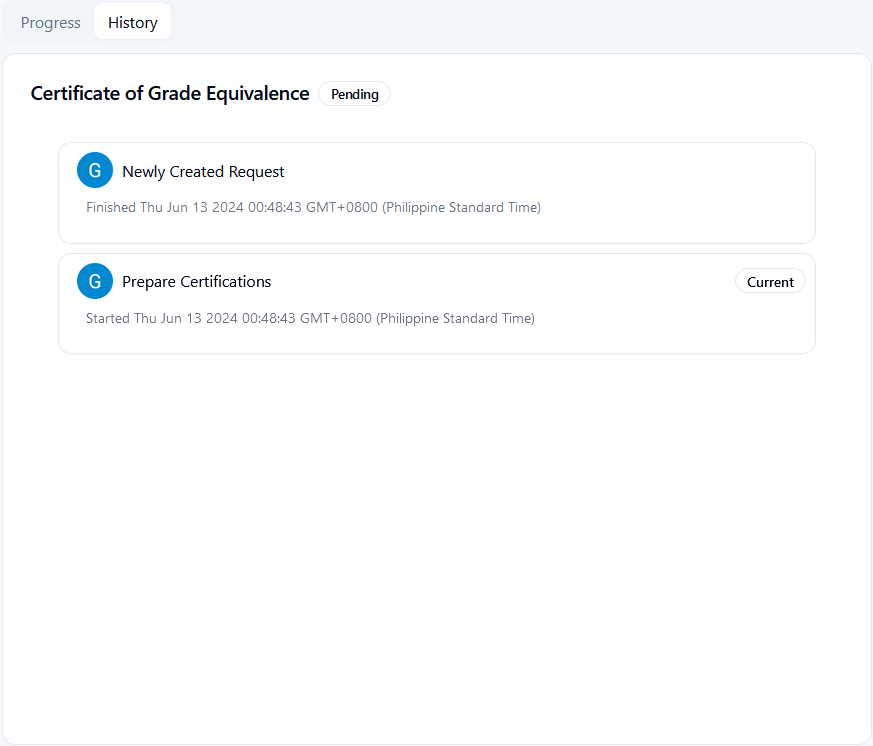 Progress History
Certificate of Grade Equivalence Pending
G Newly Created Request
Finished Thu Jun 13 2024 00:48:43 GMT+0800 (Philippine Standard Time)
G Prepare Certifications Current
Started Thu Jun 13 2024 00:48:43 GMT+0800 (Philippine Standard Time)